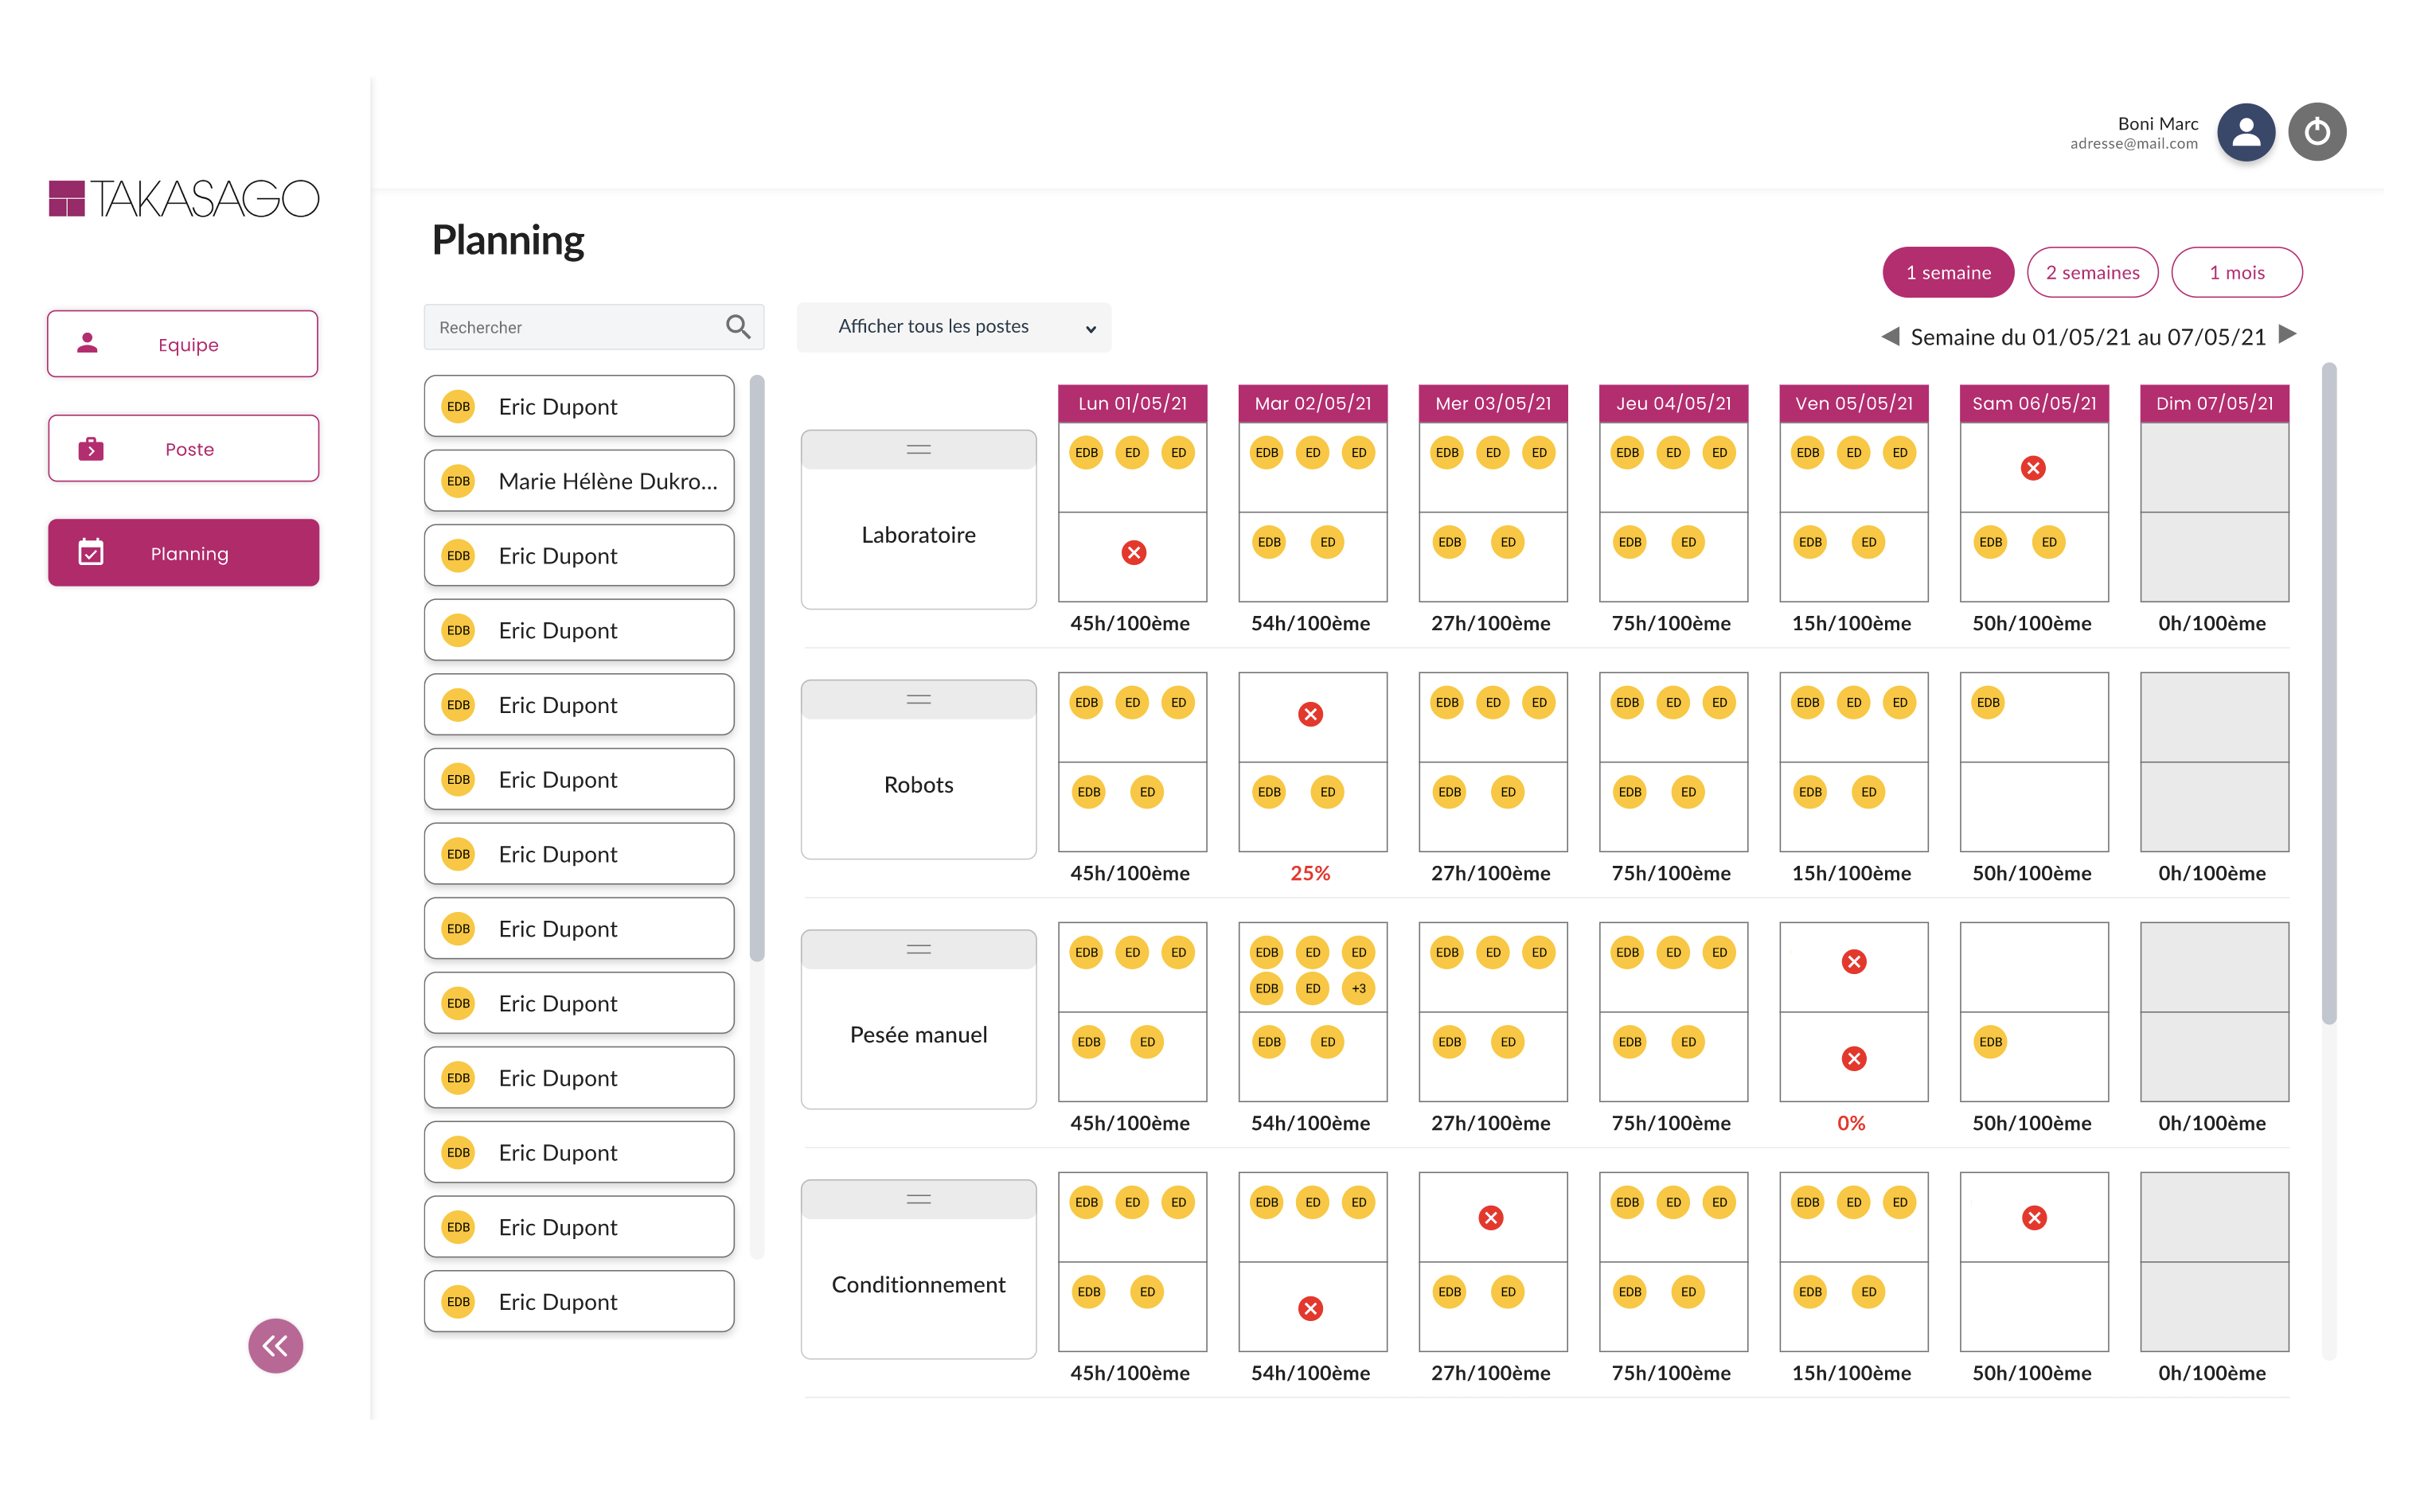 Boni Marc
adresse@mail.com
TAKASAGO
Planning
1 semaine 2 semaines 1 mois
Rechercher
Afficher tous les postes
Semaine du 01/05/21 au 07/05/21
Equipe
Poste
Planning
EDB Eric Dupont
EDB Marie Hélène Dukro...
EDB Eric Dupont
EDB Eric Dupont
EDB Eric Dupont
EDB Eric Dupont
EDB Eric Dupont
EDB Eric Dupont
EDB Eric Dupont
EDB Eric Dupont
EDB Eric Dupont
EDB Eric Dupont
EDB Eric Dupont
Lun 01/05/21 Mar 02/05/21 Mer 03/05/21 Jeu 04/05/21 Ven 05/05/21 Sam 06/05/21 Dim 07/05/21
EDB ED ED EDB ED ED EDB ED ED EDB ED ED EDB ED ED
Laboratoire
EDB ED EDB ED EDB ED EDB ED EDB ED
45h/100ème 54h/100ème 27h/100ème 75h/100ème 15h/100ème 50h/100ème 0h/100ème
EDB ED ED EDB ED ED EDB ED ED EDB ED ED EDB
Robots
EDB ED EDB ED EDB ED EDB ED EDB ED
45h/100ème 25% 27h/100ème 75h/100ème 15h/100ème 50h/100ème 0h/100ème
EDB ED ED EDB ED ED EDB ED ED EDB ED ED
EDB ED +3
Pesée manuel
EDB ED EDB ED EDB ED EDB ED EDB
45h/100ème 54h/100ème 27h/100ème 75h/100ème 0% 50h/100ème 0h/100ème
EDB ED ED EDB ED ED EDB ED ED EDB ED ED
Conditionnement
EDB ED EDB ED EDB ED EDB ED
45h/100ème 54h/100ème 27h/100ème 75h/100ème 15h/100ème 50h/100ème 0h/100ème